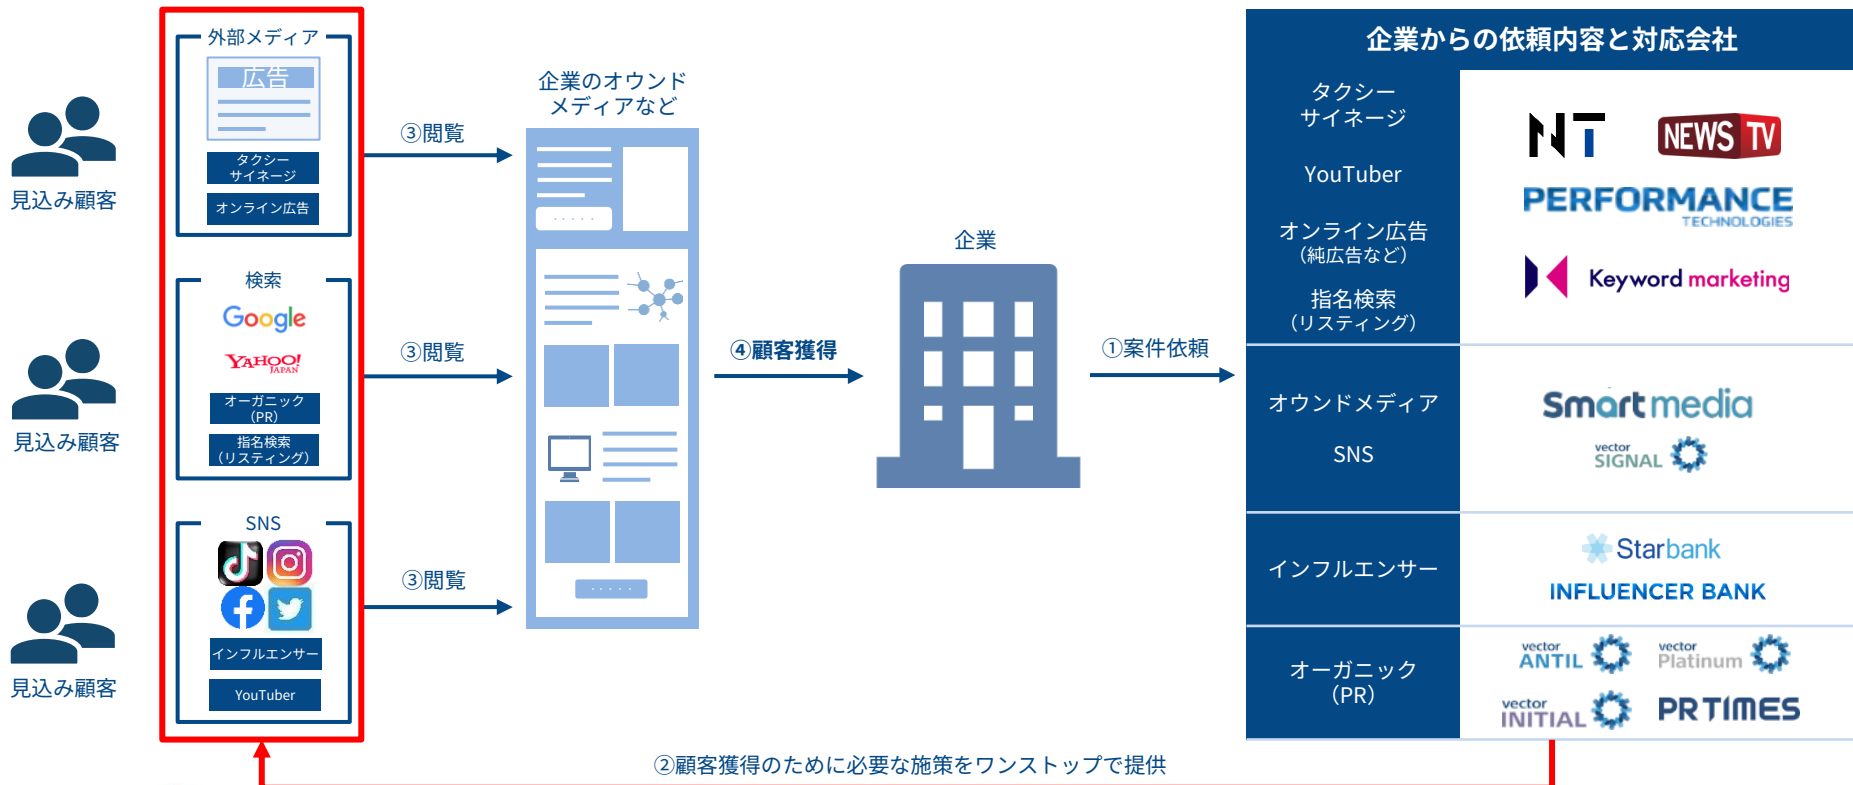 見込み顧客
見込み顧客
見込み顧客
外部メディア
広告
タクシー
サイネージ
オンライン広告
検索
Google
YAHOO!
JAPAN
オーガニック
（PR）
指名検索
（リスティング）
SNS
インフルエンサー
YouTuber
③閲覧
③閲覧
③閲覧
企業のオウンド
メディアなど
④顧客獲得
企業
①案件依頼
企業からの依頼内容と対応会社
タクシー
サイネージ
YouTuber
オンライン広告
（純広告など）
指名検索
（リスティング）
NT
NEWS TV
PERFORMANCE
TECHNOLOGIES
Keyword marketing
オウンドメディア
SNS
Smartmedia
vector
SIGNAL
インフルエンサー
Starbank
INFLUENCER BANK
オーガニック
（PR）
vector
ANTIL
vector
Platinum
vector
INITIAL
PR TIMES
②顧客獲得のために必要な施策をワンストップで提供